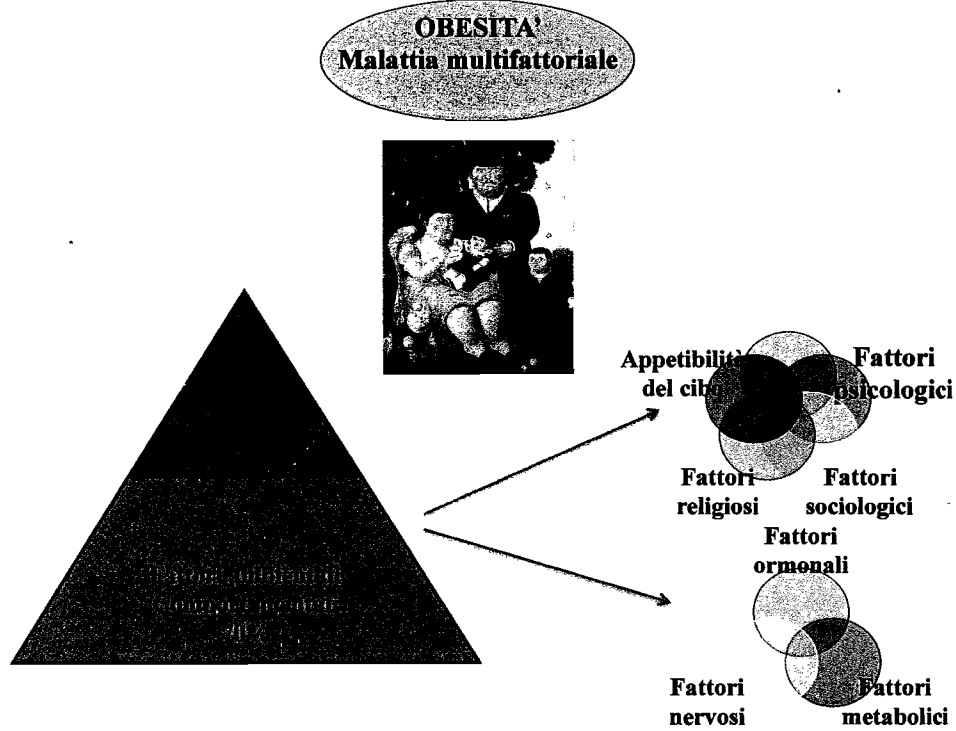 OBESITA'
Malattia multifattoriale
Appetibilità
del cibo
Fattori
psicologici
Fattori
religiosi
Fattori
sociologici
Fattori
ormonali
Fattori
nervosi
Fattori
metabolici